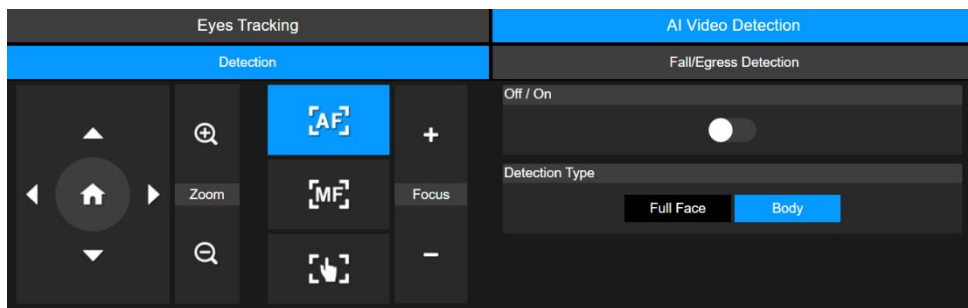 Eyes Tracking
AI Video Detection
Detection
Fall/Egress Detection
Off / On
AF
+
Detection Type
Zoom
MF
Focus
Full Face
Body
−